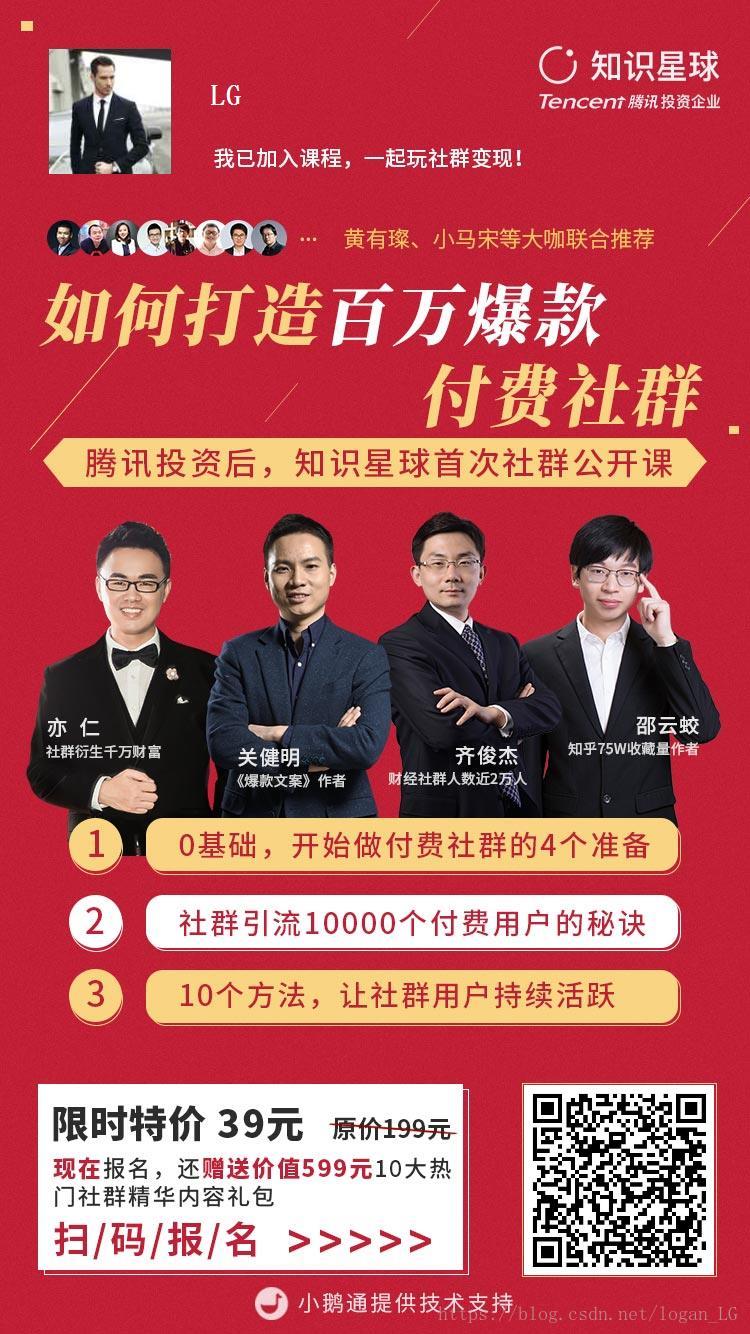 LG
知识星球
Tencent 腾讯 投资企业
我已加入课程，一起玩社群变现！
··· 黄有璨、小马宋等大咖联合推荐
如何打造百万爆款
付费社群
腾讯投资后，知识星球首次社群公开课
亦 仁
社群衍生千万财富
关健明
《爆款文案》作者
齐俊杰
财经社群人数近2万人
邵云蛟
知乎75W收藏量作者
1 0基础，开始做付费社群的4个准备
2 社群引流10000个付费用户的秘诀
3 10个方法，让社群用户持续活跃
限时特价 39元 原价199元
现在报名，还赠送价值599元10大热
门社群精华内容礼包
扫/码/报/名 >>>>>
小鹅通提供技术支持
https://blog.csdn.net/logan_LG